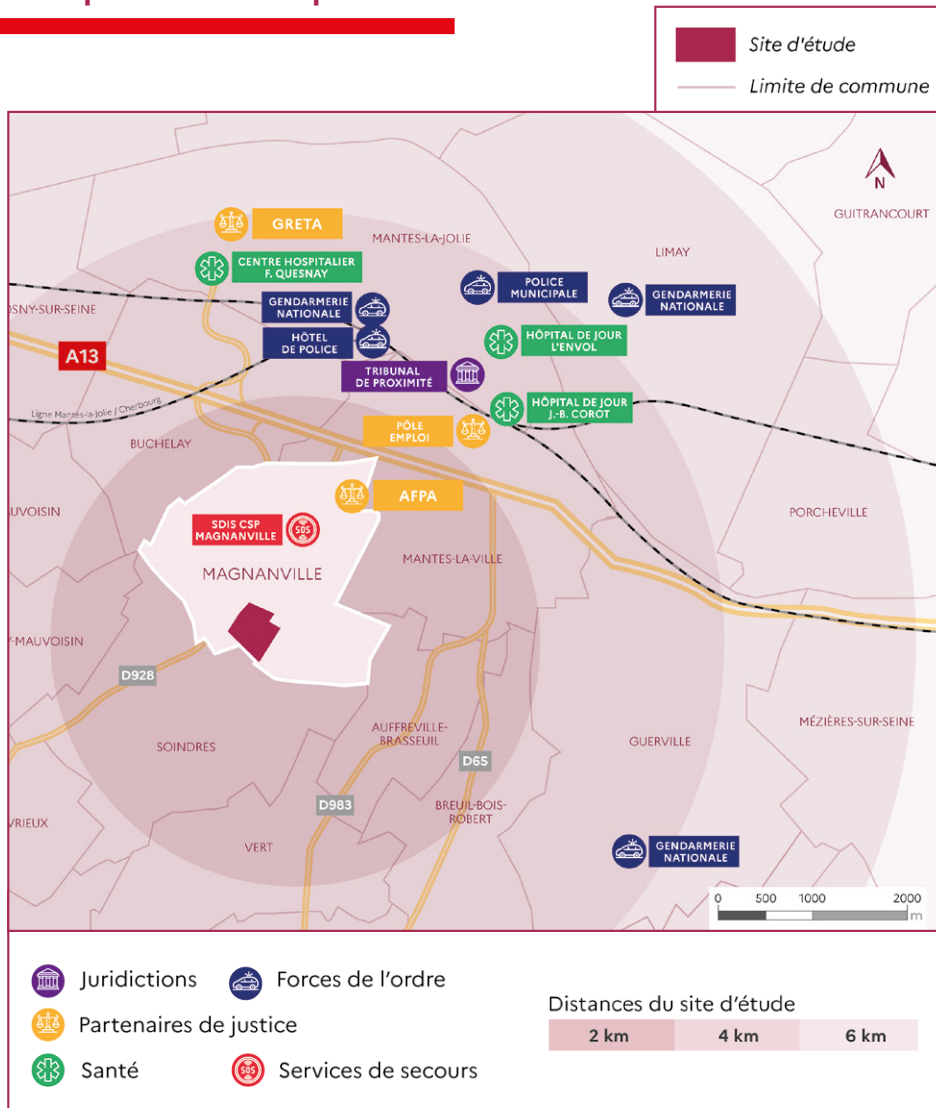 Site d'étude
Limite de commune
N
GUITRANCOURT
GRETA
MANTES-LA-JOLIE
LIMAY
CENTRE HOSPITALIER
F. QUESNAY
POLICE
MUNICIPALE
GENDARMERIE
NATIONALE
GENDARMERIE
NATIONALE
OSNY-SUR-SEINE
HÔTEL
DE POLICE
HÔPITAL DE JOUR
L'ENVOL
A13
TRIBUNAL
DE PROXIMITÉ
Ligne Mantes-la-Jolie / Cherbourg
HÔPITAL DE JOUR
J.-B. COROT
BUCHELAY
PÔLE
EMPLOI
AFPA
AUVOISIN
PORCHEVILLE
SDIS CSP
MAGNANVILLE
SOS
MANTES-LA-VILLE
MAGNANVILLE
Y-MAUVOISIN
D928
AUFFREVILLE-
BRASSEUIL
MÉZIÈRES-SUR-SEINE
SOINDRES
GUERVILLE
D65
D983
BREUIL-BOIS-
ROBERT
VRIEUX
VERT
GENDARMERIE
NATIONALE
0 500 1000 2000
m
Juridictions
Forces de l'ordre
Partenaires de justice
Santé
SOS
Services de secours
Distances du site d'étude
2 km 4 km 6 km